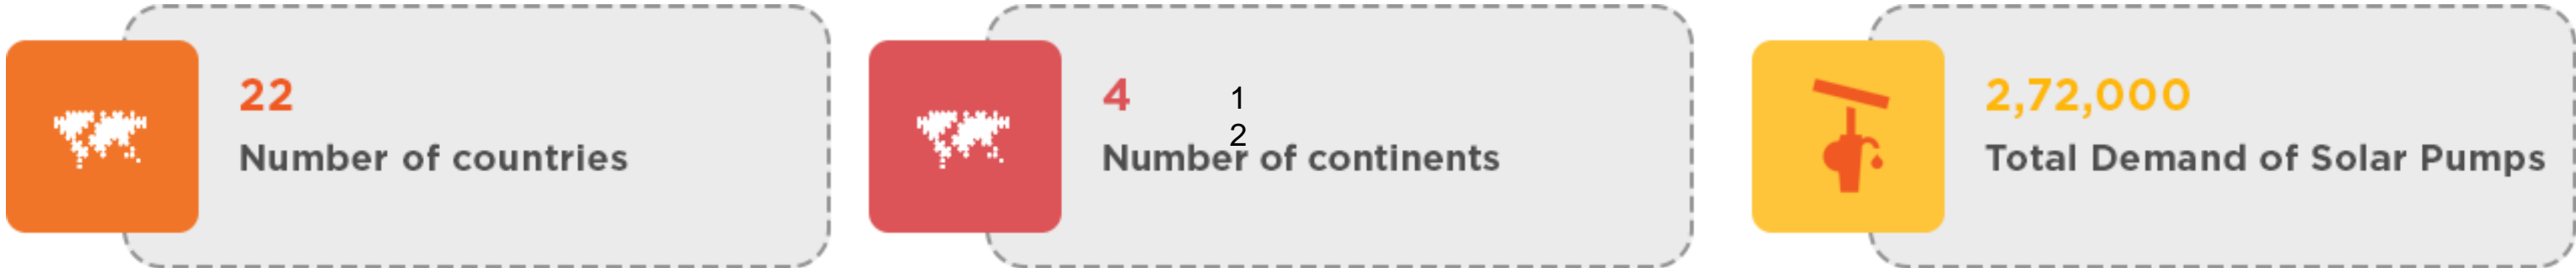 22
Number of countries
4
1
2
Number of continents
2,72,000
Total Demand of Solar Pumps